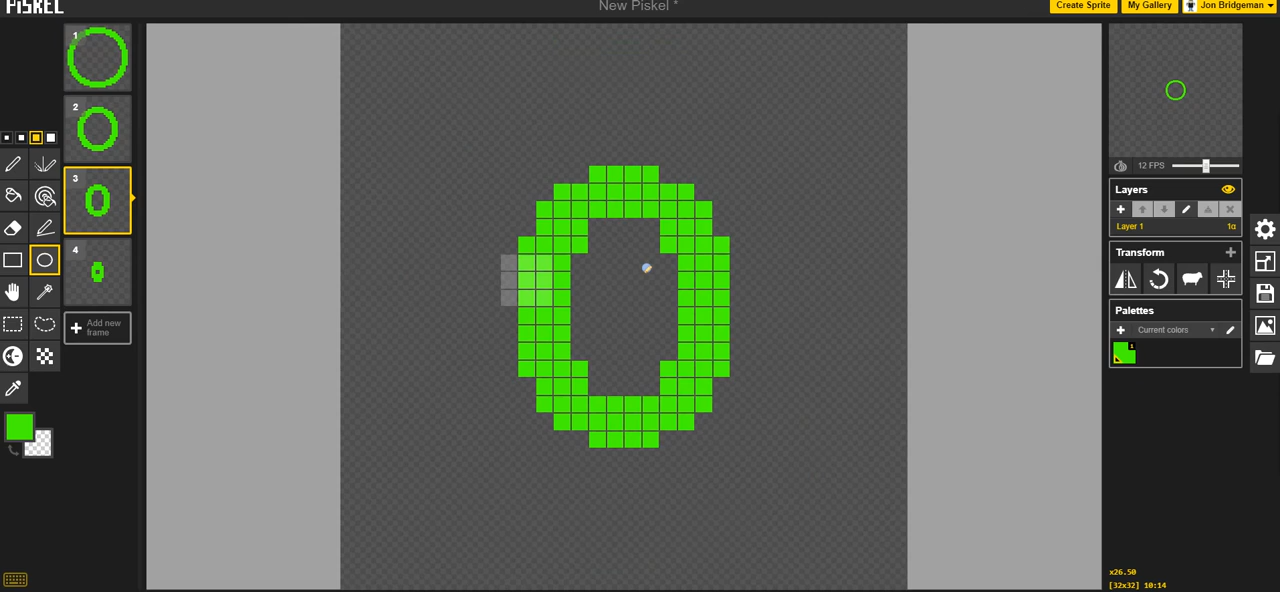 PiSKEL
New Piskel *
Create Sprite
My Gallery
Jon Bridgeman
1
2
3
4
Add new
frame
12 FPS
Layers
Layer 1
1α
Transform
Palettes
Current colors
1
x26.50
[32x32] 10:14